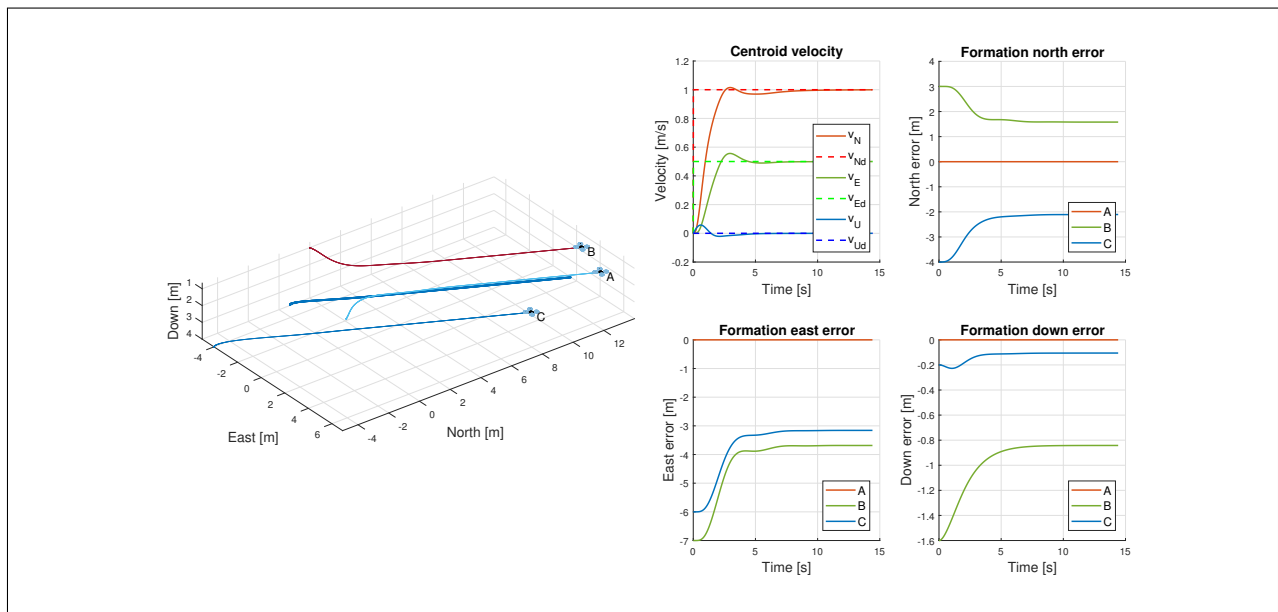 1
2
3
4
Down [m]
-4
-2
0
2
4
6
East [m]
-4
-2
0
2
4
6
8
10
12
North [m]
B
A
C
Centroid velocity
1.2
1
0.8
0.6
0.4
0.2
0
-0.2
Velocity [m/s]
0
5
10
15
Time [s]
v_N
v_Nd
v_E
v_Ed
v_U
v_Ud
Formation north error
4
3
2
1
0
-1
-2
-3
-4
North error [m]
0
5
10
15
Time [s]
A
B
C
Formation east error
0
-1
-2
-3
-4
-5
-6
-7
East error [m]
0
5
10
15
Time [s]
A
B
C
Formation down error
0
-0.2
-0.4
-0.6
-0.8
-1
-1.2
-1.4
-1.6
Down error [m]
0
5
10
15
Time [s]
A
B
C